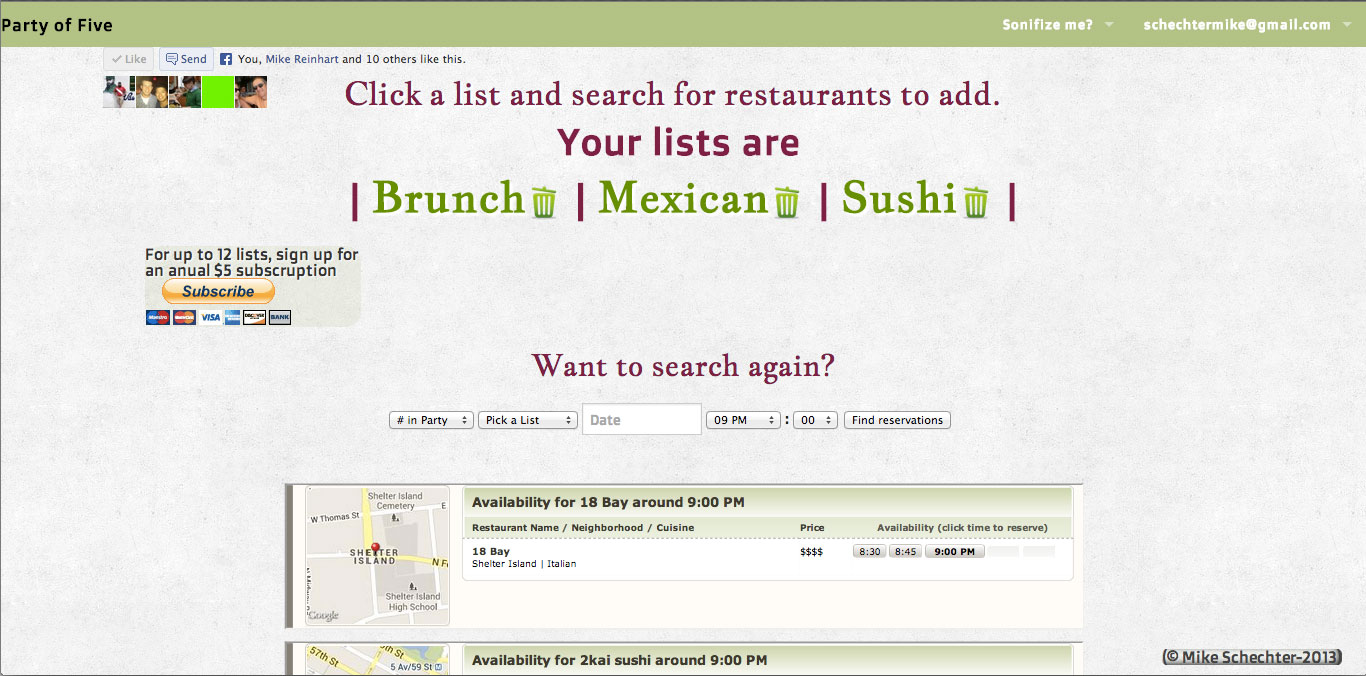 Party of Five
Sonifize me?
schechtermike@gmail.com
Like
Send
You, Mike Reinhart and 10 others like this.
Click a list and search for restaurants to add.
Your lists are
| Brunch | Mexican | Sushi |
For up to 12 lists, sign up for
an anual $5 subscruption
Subscribe
Maestro MasterCard VISA DISCOVER BANK
Want to search again?
# in Party Pick a List Date 09 PM : 00 Find reservations
Shelter Island
Cemetery
W Thomas St
E
SHELTER
ISLAND
N F
Shelter Island
High School
Google
Availability for 18 Bay around 9:00 PM
Restaurant Name / Neighborhood / Cuisine Price Availability (click time to reserve)
18 Bay $$$$ 8:30 8:45 9:00 PM
Shelter Island | Italian
57th St
5 Av/59 St M
Availability for 2kai sushi around 9:00 PM
(© Mike Schechter-2013)